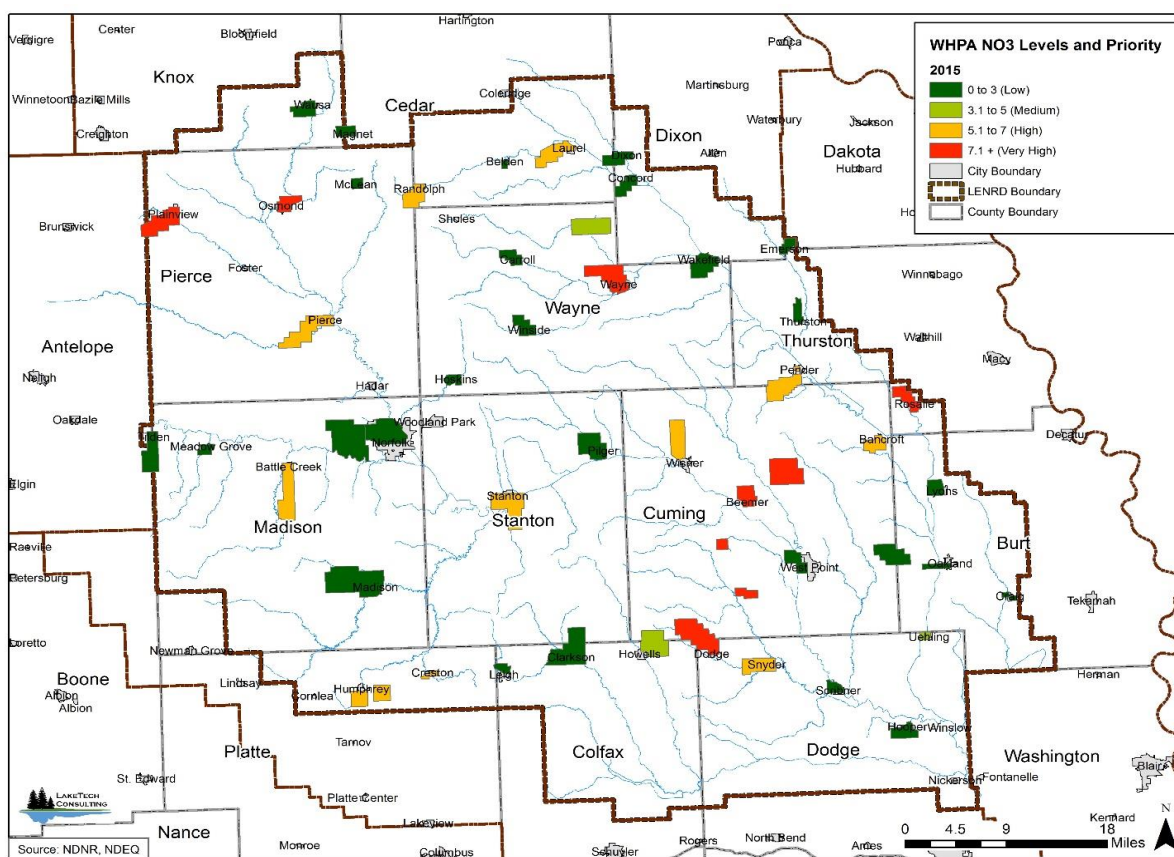 Hartington
Center
Verdigre
Bloomfield
Ponca
WHPA NO3 Levels and Priority
2015
0 to 3 (Low)
3.1 to 5 (Medium)
5.1 to 7 (High)
7.1 + (Very High)
City Boundary
LENRD Boundary
County Boundary
Knox
Martinsburg
Winnetoon
Bazile Mills
Wausa
Cedar
Coleridge
Waterbury
Jackson
Creighton
Magnet
Dixon
Laurel
Dixon
Allen
Dakota
Belden
Hubbard
McLean
Randolph
Concord
Osmond
Plainview
Brunswick
Sholes
Emerson
Foster
Carroll
Wakefield
Pierce
Wayne
Winnebago
Wayne
Pierce
Winside
Thurston
Walthill
Antelope
Thurston
Macy
Neligh
Hadar
Hoskins
Pender
Rosalie
Oakdale
Woodland Park
Norfolk
Tilden
Meadow Grove
Pilger
Bancroft
Decatur
Battle Creek
Wisner
Elgin
Stanton
Beemer
Lyons
Madison
Stanton
Cuming
Raeville
Burt
West Point
Oakland
Petersburg
Madison
Craig
Tekamah
Loretto
Newman Grove
Uehling
Howells
Dodge
Clarkson
Snyder
Boone
Creston
Leigh
Herman
Lindsay
Cornlea
Humphrey
Scribner
Albion
Albion
Hooper
Winslow
Tarnov
Platte
Colfax
Dodge
Washington
Blair
St. Edward
Nickerson
Fontanelle
LAKETECH
CONSULTING
Platte Center
N
Nance
Lakeview
0 4.5 9 18
Kennard
Miles
Rogers
North Bend
Ames
Source: NDNR, NDEQ
Monroe
Columbus
Schuyler